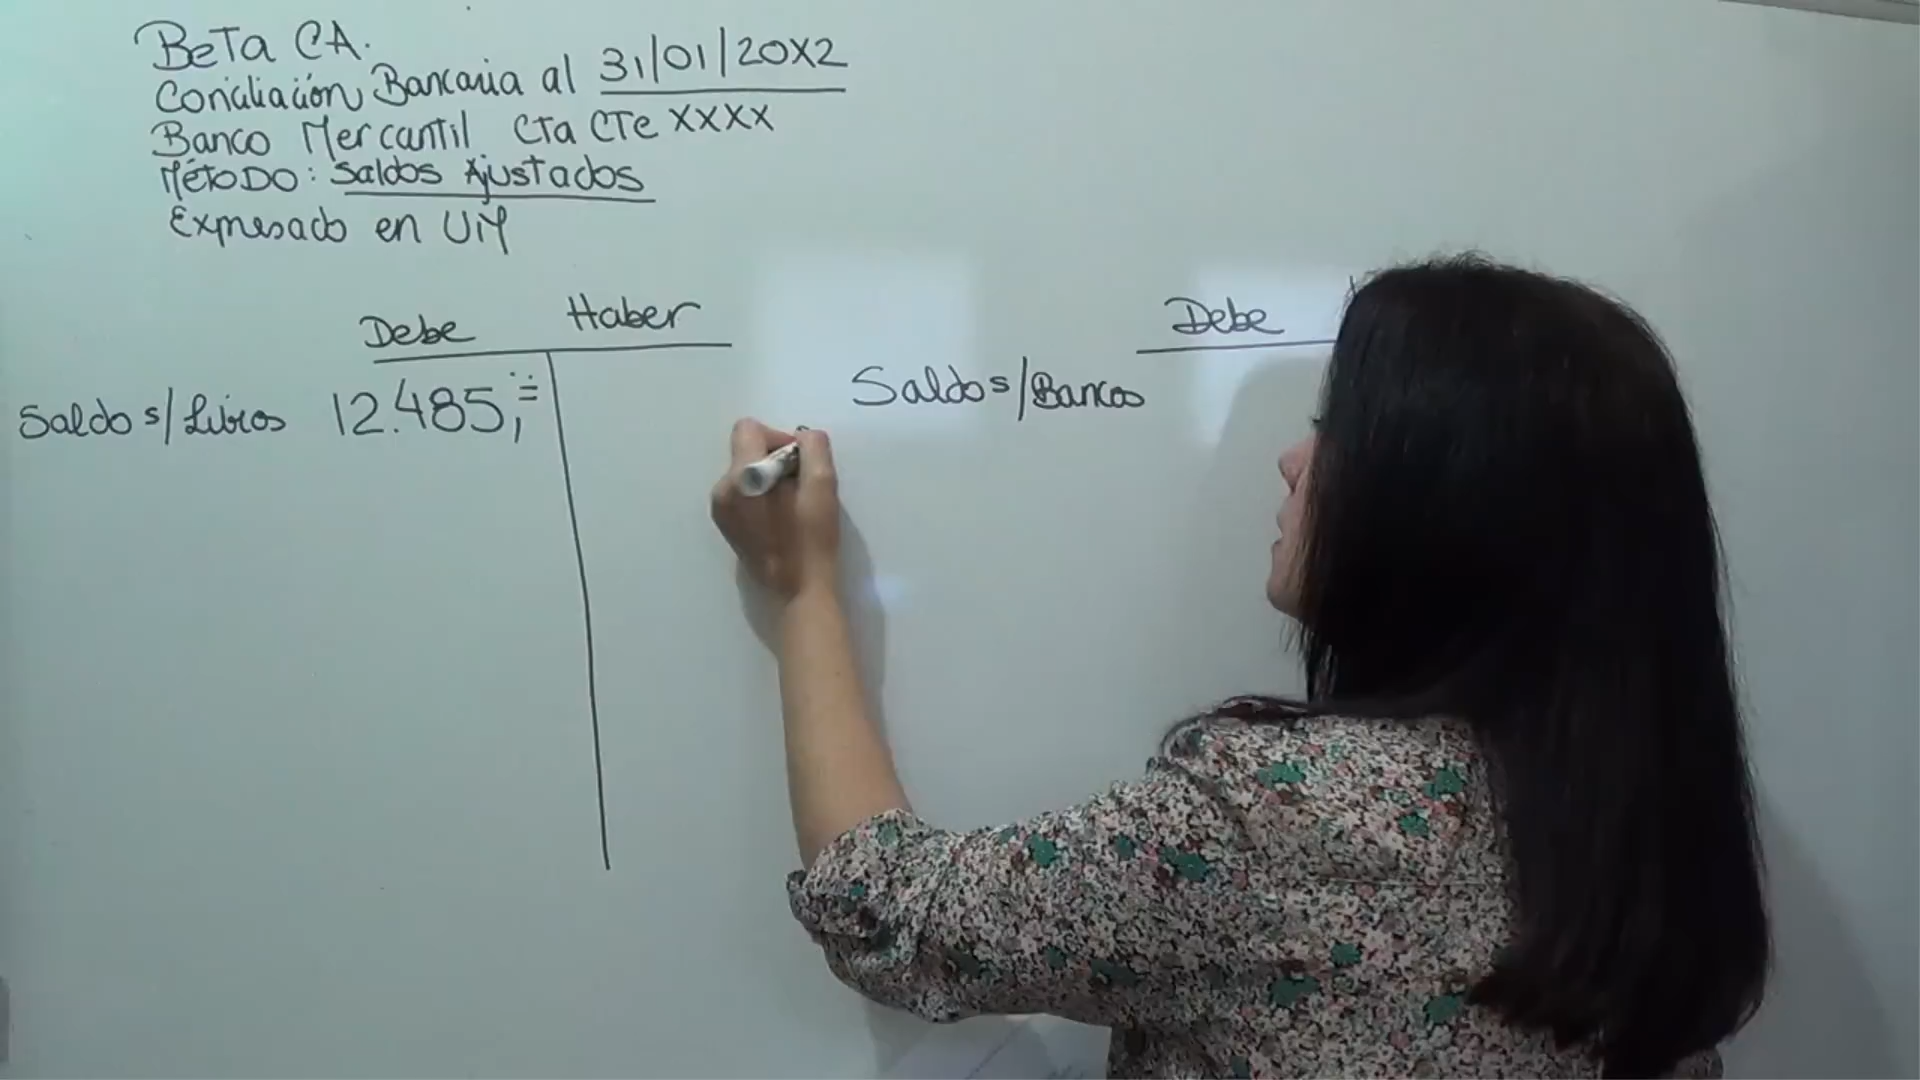 BeTa CA.
Conciliación Bancaria al 31/01/20X2
Banco Mercantil CTa CTe XXXX
MétoDO: Saldos Ajustados
Expresado en UM
Debe Haber
Saldo s/Libros 12.485,=
Debe
Saldo s/Bancos